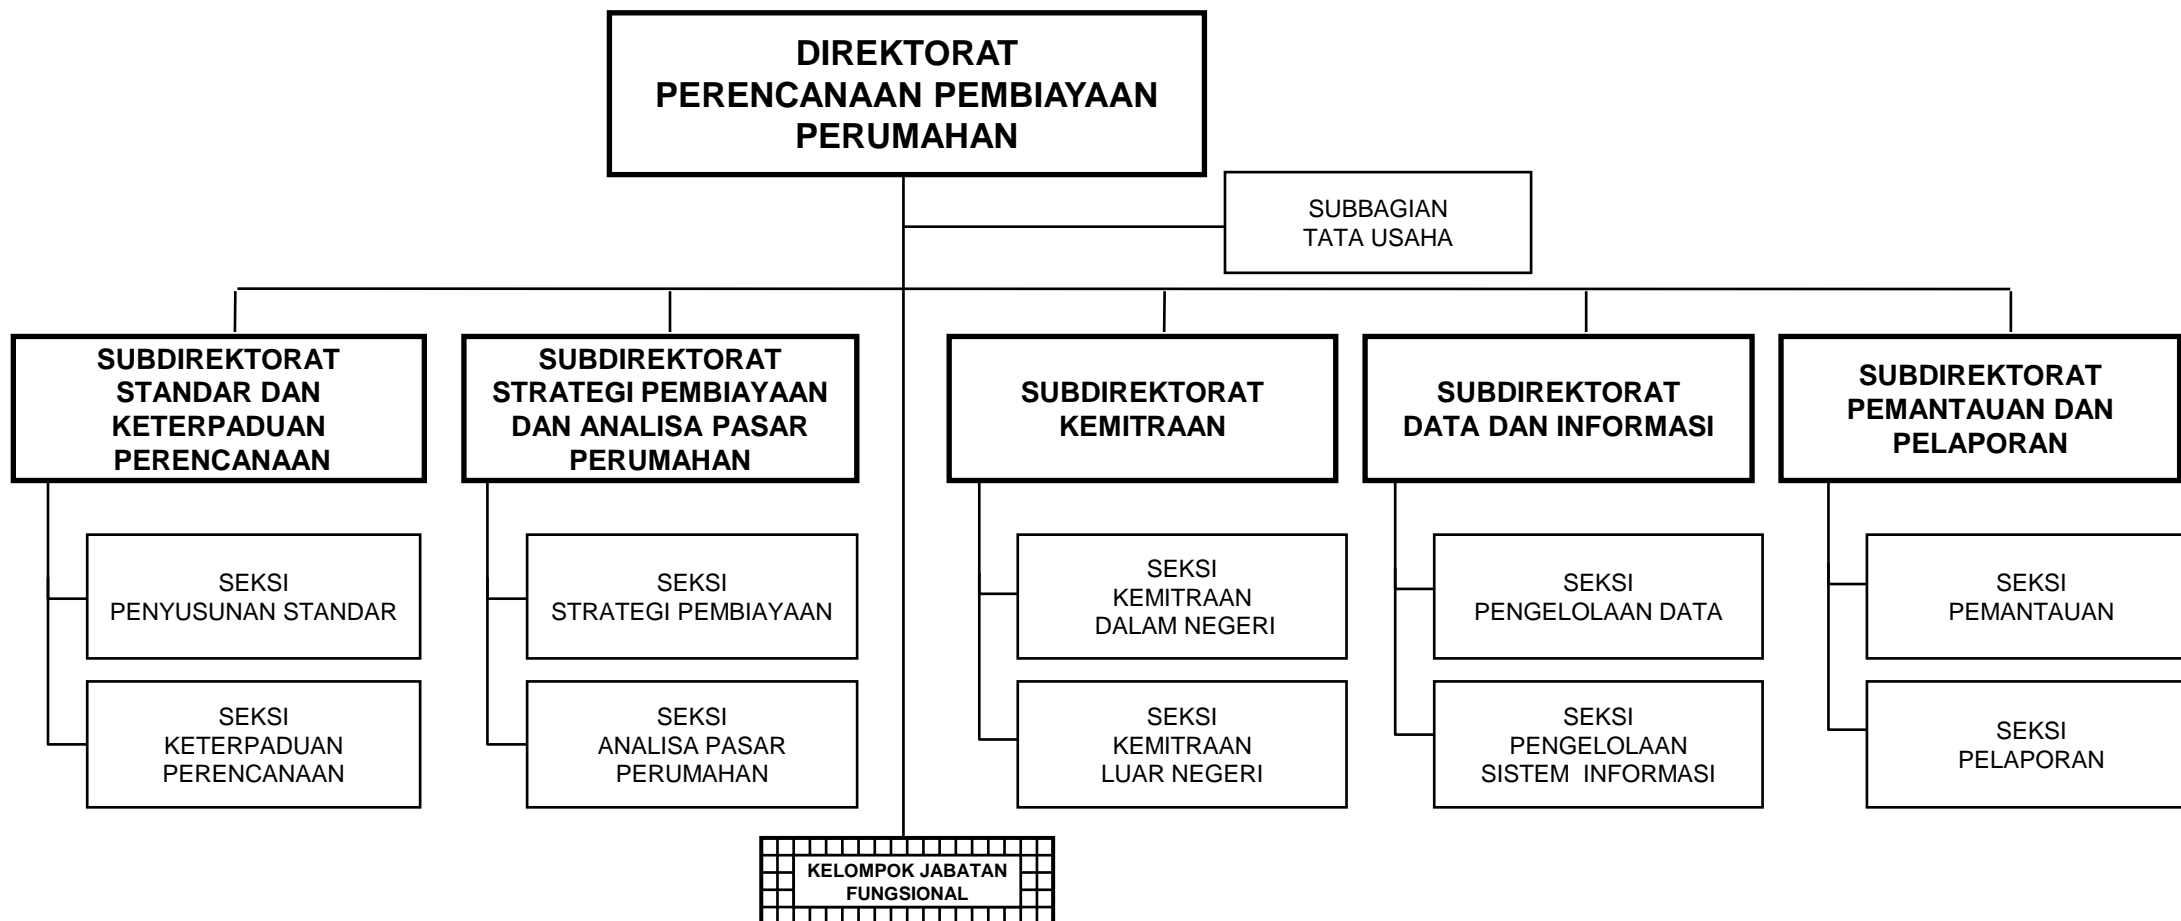 DIREKTORAT
PERENCANAAN PEMBIAYAAN
PERUMAHAN
SUBBAGIAN
TATA USAHA
SUBDIREKTORAT
STANDAR DAN
KETERPADUAN
PERENCANAAN
SUBDIREKTORAT
STRATEGI PEMBIAYAAN
DAN ANALISA PASAR
PERUMAHAN
SUBDIREKTORAT
KEMITRAAN
SUBDIREKTORAT
DATA DAN INFORMASI
SUBDIREKTORAT
PEMANTAUAN DAN
PELAPORAN
SEKSI
PENYUSUNAN STANDAR
SEKSI
STRATEGI PEMBIAYAAN
SEKSI
KEMITRAAN
DALAM NEGERI
SEKSI
PENGELOLAAN DATA
SEKSI
PEMANTAUAN
SEKSI
KETERPADUAN
PERENCANAAN
SEKSI
ANALISA PASAR
PERUMAHAN
SEKSI
KEMITRAAN
LUAR NEGERI
SEKSI
PENGELOLAAN
SISTEM  INFORMASI
SEKSI
PELAPORAN
KELOMPOK JABATAN
FUNGSIONAL